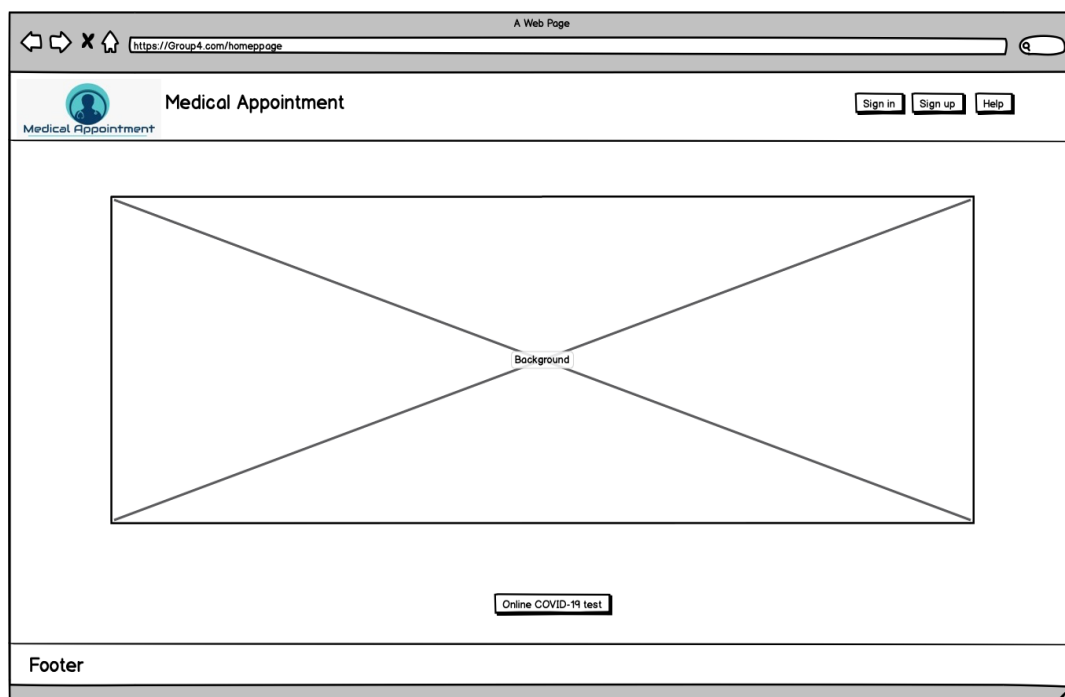 A Web Page
https://Group4.com/homeppage
Medical Appointment
Medical Appointment
Sign in
Sign up
Help
Background
Online COVID-19 test
Footer